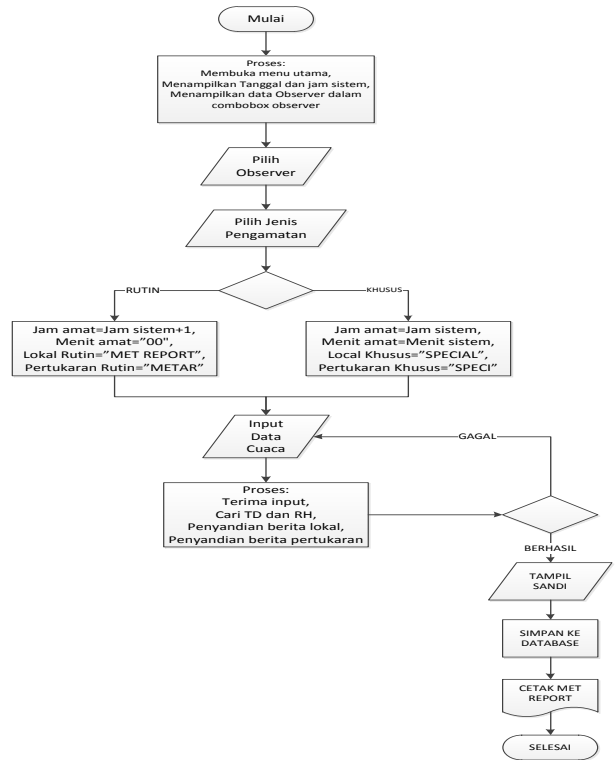 Mulai
Proses:
Membuka menu utama,
Menampilkan Tanggal dan jam sistem,
Menampilkan data Observer dalam
combobox observer
Pilih
Observer
Pilih Jenis
Pengamatan
RUTIN
KHUSUS
Jam amat=Jam sistem+1,
Menit amat="00",
Lokal Rutin="MET REPORT",
Pertukaran Rutin="METAR"
Jam amat=Jam sistem,
Menit amat=Menit sistem,
Local Khusus="SPECIAL",
Pertukaran Khusus="SPECI"
Input
Data
Cuaca
GAGAL
Proses:
Terima input,
Cari TD dan RH,
Penyandian berita lokal,
Penyandian berita pertukaran
BERHASIL
TAMPIL
SANDI
SIMPAN KE
DATABASE
CETAK MET
REPORT
SELESAI